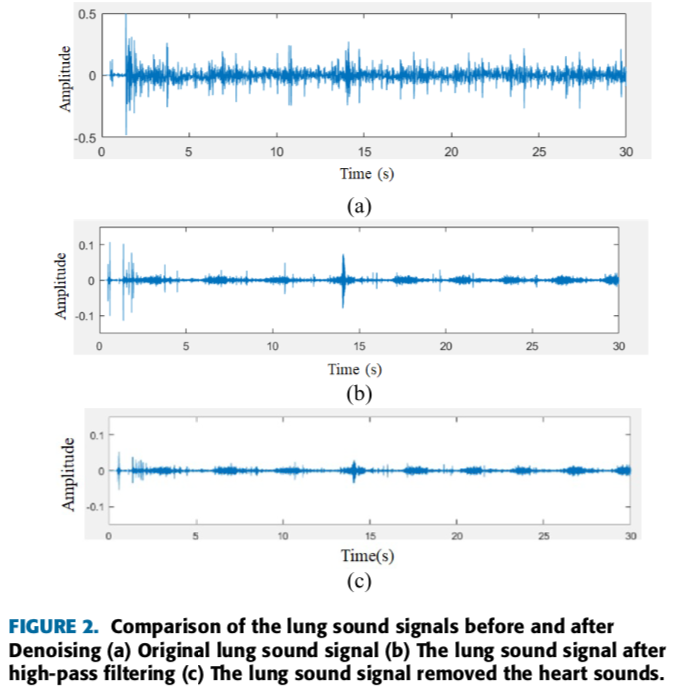 0.5
Amplitude
0
-0.5
0 5 10 15 20 25 30
Time (s)
(a)
0.1
Amplitude
0
-0.1
0 5 10 15 20 25 30
Time (s)
(b)
0.1
Amplitude
0
-0.1
0 5 10 15 20 25 30
Time(s)
(c)
FIGURE 2. Comparison of the lung sound signals before and after
Denoising (a) Original lung sound signal (b) The lung sound signal after
high-pass filtering (c) The lung sound signal removed the heart sounds.